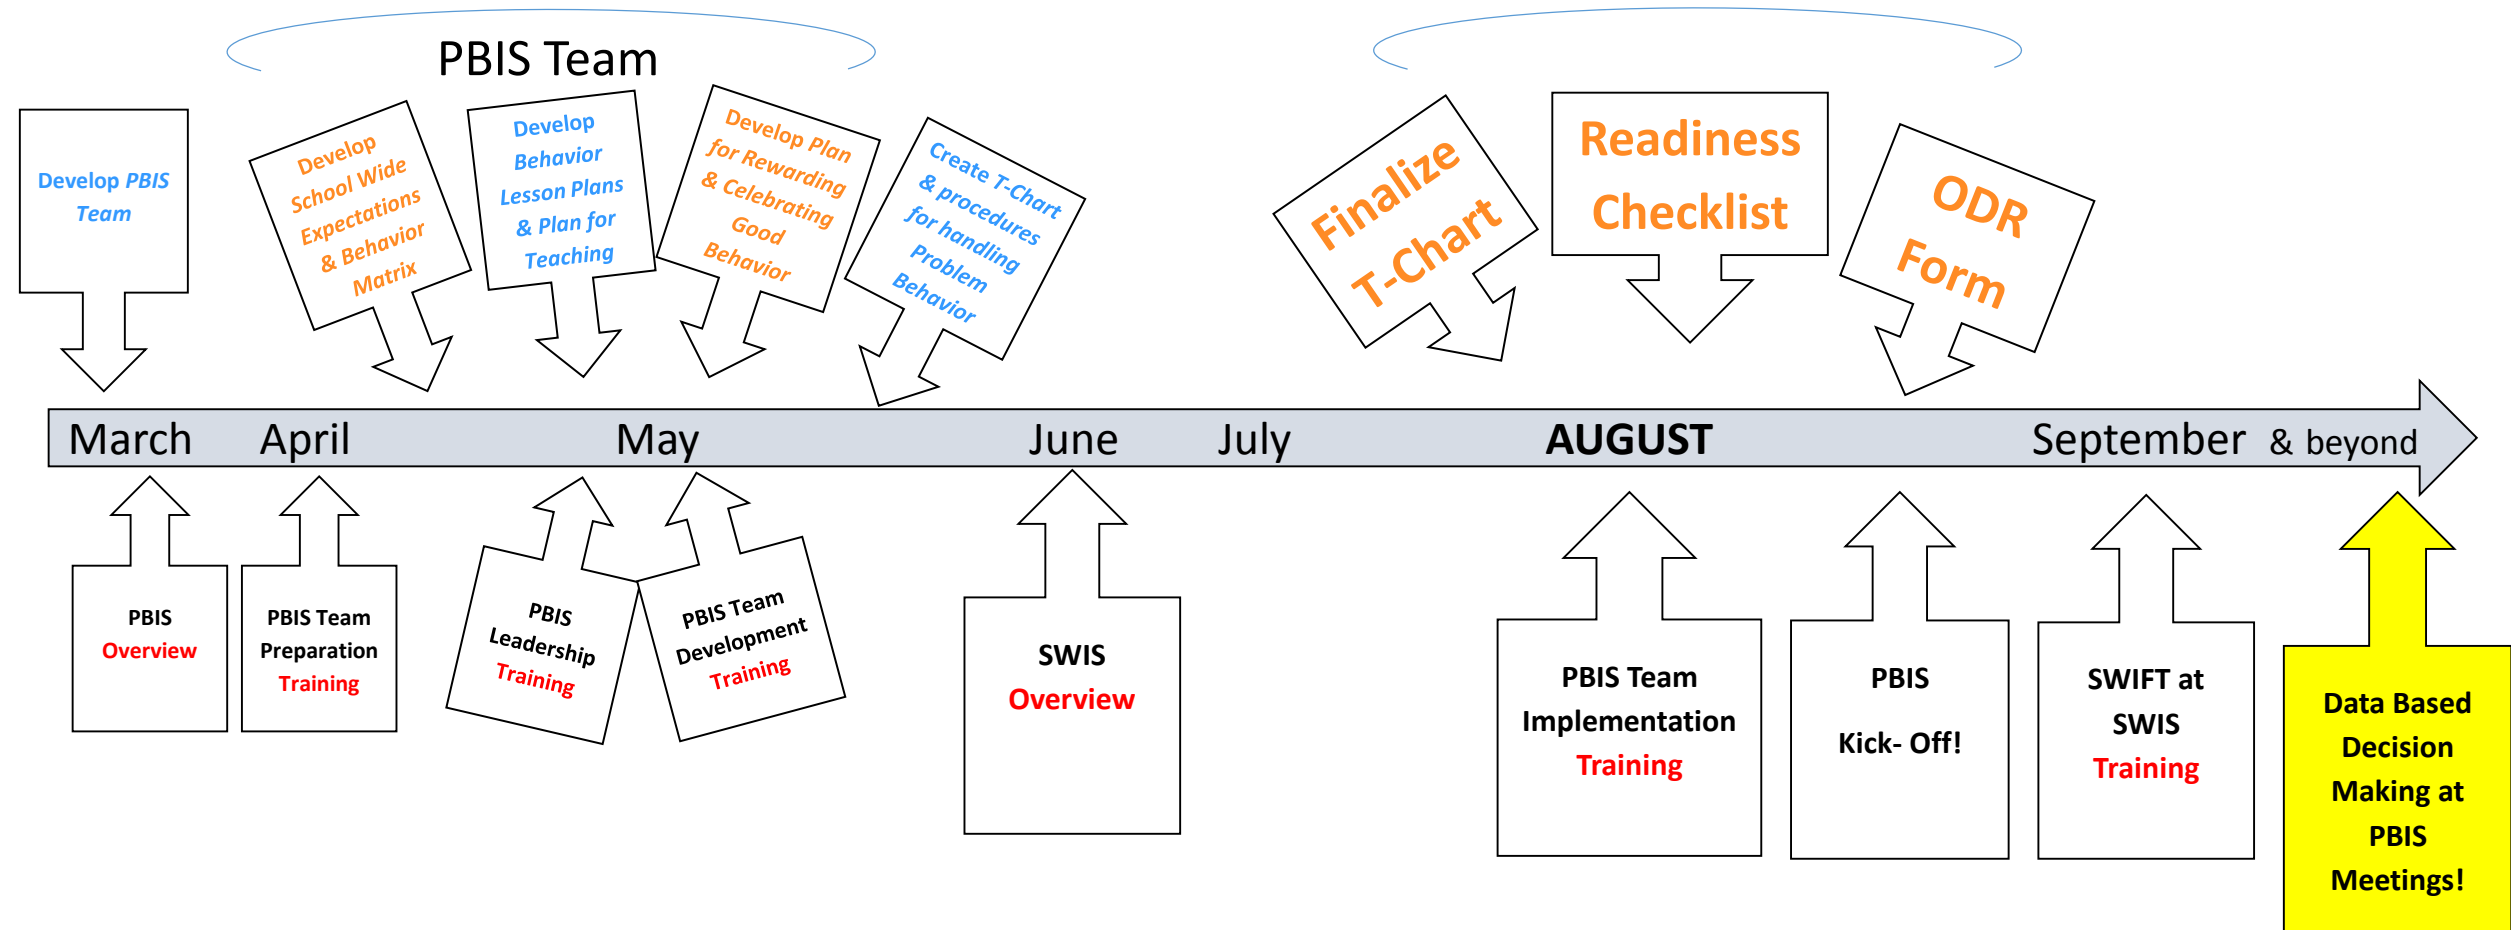 PBIS Team
Develop PBIS
Team
Develop
School Wide
Expectations
& Behavior
Matrix
Develop
Behavior
Lesson Plans
& Plan for
Teaching
Develop Plan
for Rewarding
& Celebrating
Good
Behavior
Create T-Chart
& procedures
for handling
Problem
Behavior
Finalize
T-Chart
Readiness
Checklist
ODR
Form
March April May June July AUGUST September & beyond
PBIS
Overview
PBIS Team
Preparation
Training
PBIS
Leadership
Training
PBIS Team
Development
Training
SWIS
Overview
PBIS Team
Implementation
Training
PBIS
Kick- Off!
SWIFT at
SWIS
Training
Data Based
Decision
Making at
PBIS
Meetings!